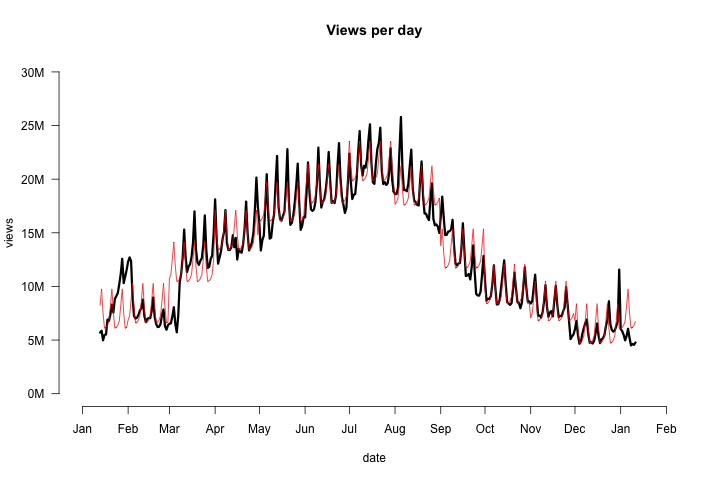 Views per day
30M
25M
20M
15M
10M
5M
0M
views
Jan Feb Mar Apr May Jun Jul Aug Sep Oct Nov Dec Jan Feb
date